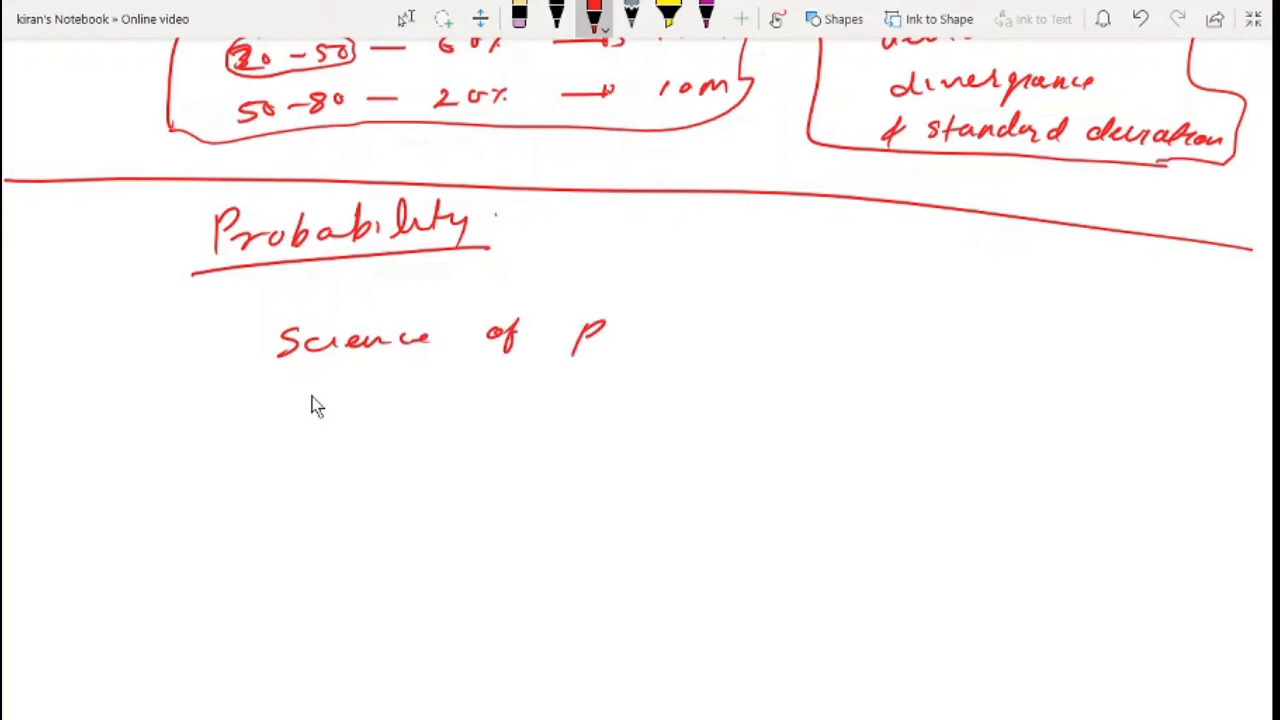 kiran's Notebook » Online video
Shapes
Ink to Shape
Ink to Text
20 - 50 — 60% →
50-80 — 20% → 10m
divergance
& standard deviation
Probability
Science of P